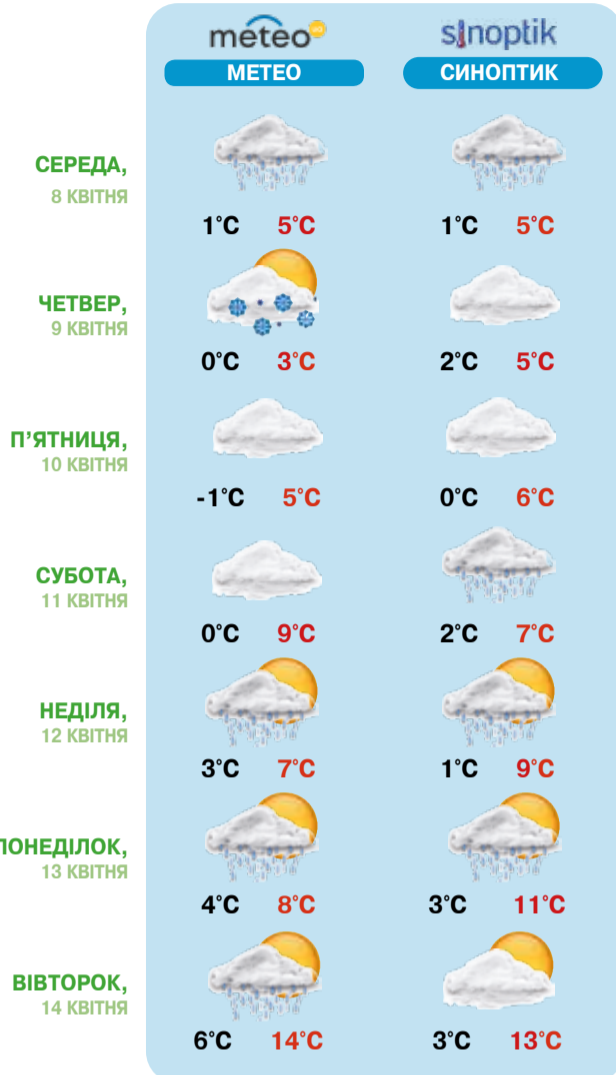 meteo
sinoptik
МЕТЕО
СИНОПТИК
СЕРЕДА,
8 КВІТНЯ
1°C 5°C 1°C 5°C
ЧЕТВЕР,
9 КВІТНЯ
0°C 3°C 2°C 5°C
П’ЯТНИЦЯ,
10 КВІТНЯ
-1°C 5°C 0°C 6°C
СУБОТА,
11 КВІТНЯ
0°C 9°C 2°C 7°C
НЕДІЛЯ,
12 КВІТНЯ
3°C 7°C 1°C 9°C
ПОНЕДІЛОК,
13 КВІТНЯ
4°C 8°C 3°C 11°C
ВІВТОРОК,
14 КВІТНЯ
6°C 14°C 3°C 13°C